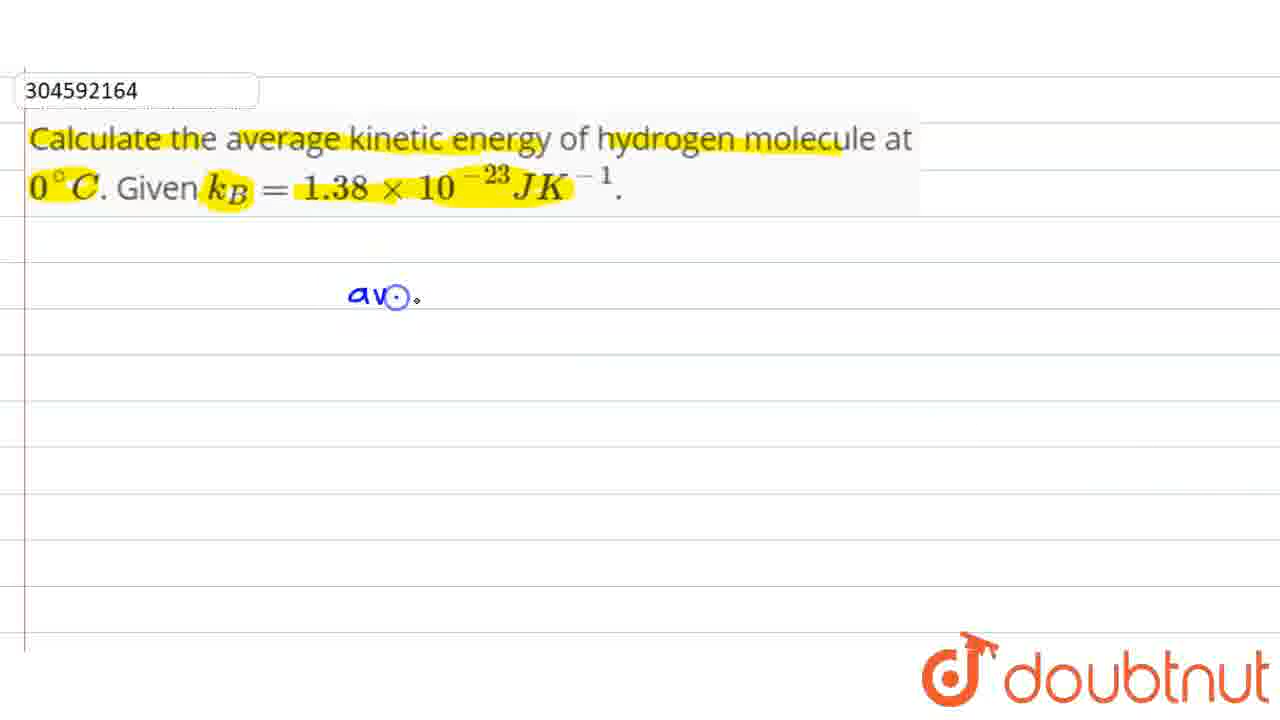 304592164
Calculate the average kinetic energy of hydrogen molecule at
0°C. Given k_B = 1.38 × 10^{-23} JK^{-1}.
av.
doubtnut